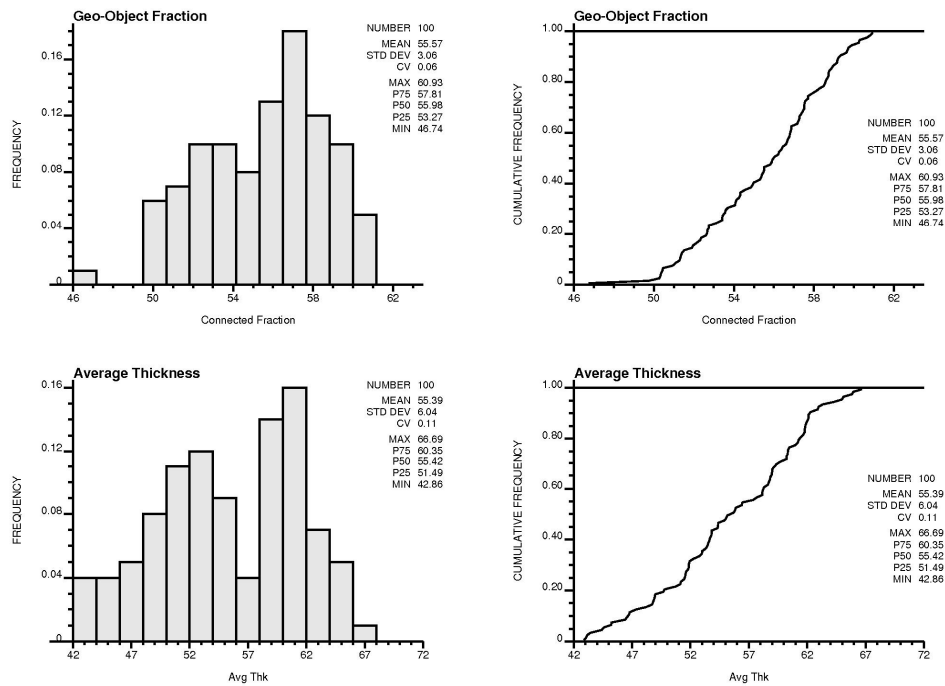 Geo-Object Fraction
NUMBER 100
MEAN 55.57
STD DEV 3.06
CV 0.06
MAX 60.93
P75 57.81
P50 55.98
P25 53.27
MIN 46.74
FREQUENCY
0.16
0.12
0.08
0.04
0
46 50 54 58 62
Connected Fraction
Geo-Object Fraction
1.00
0.80
0.60
0.40
0.20
0
CUMULATIVE FREQUENCY
NUMBER 100
MEAN 55.57
STD DEV 3.06
CV 0.06
MAX 60.93
P75 57.81
P50 55.98
P25 53.27
MIN 46.74
46 50 54 58 62
Connected Fraction
Average Thickness
NUMBER 100
MEAN 55.39
STD DEV 6.04
CV 0.11
MAX 66.69
P75 60.35
P50 55.42
P25 51.49
MIN 42.86
FREQUENCY
0.16
0.12
0.08
0.04
0
42 47 52 57 62 67 72
Avg Thk
Average Thickness
1.00
0.80
0.60
0.40
0.20
0
CUMULATIVE FREQUENCY
NUMBER 100
MEAN 55.39
STD DEV 6.04
CV 0.11
MAX 66.69
P75 60.35
P50 55.42
P25 51.49
MIN 42.86
42 47 52 57 62 67 72
Avg Thk